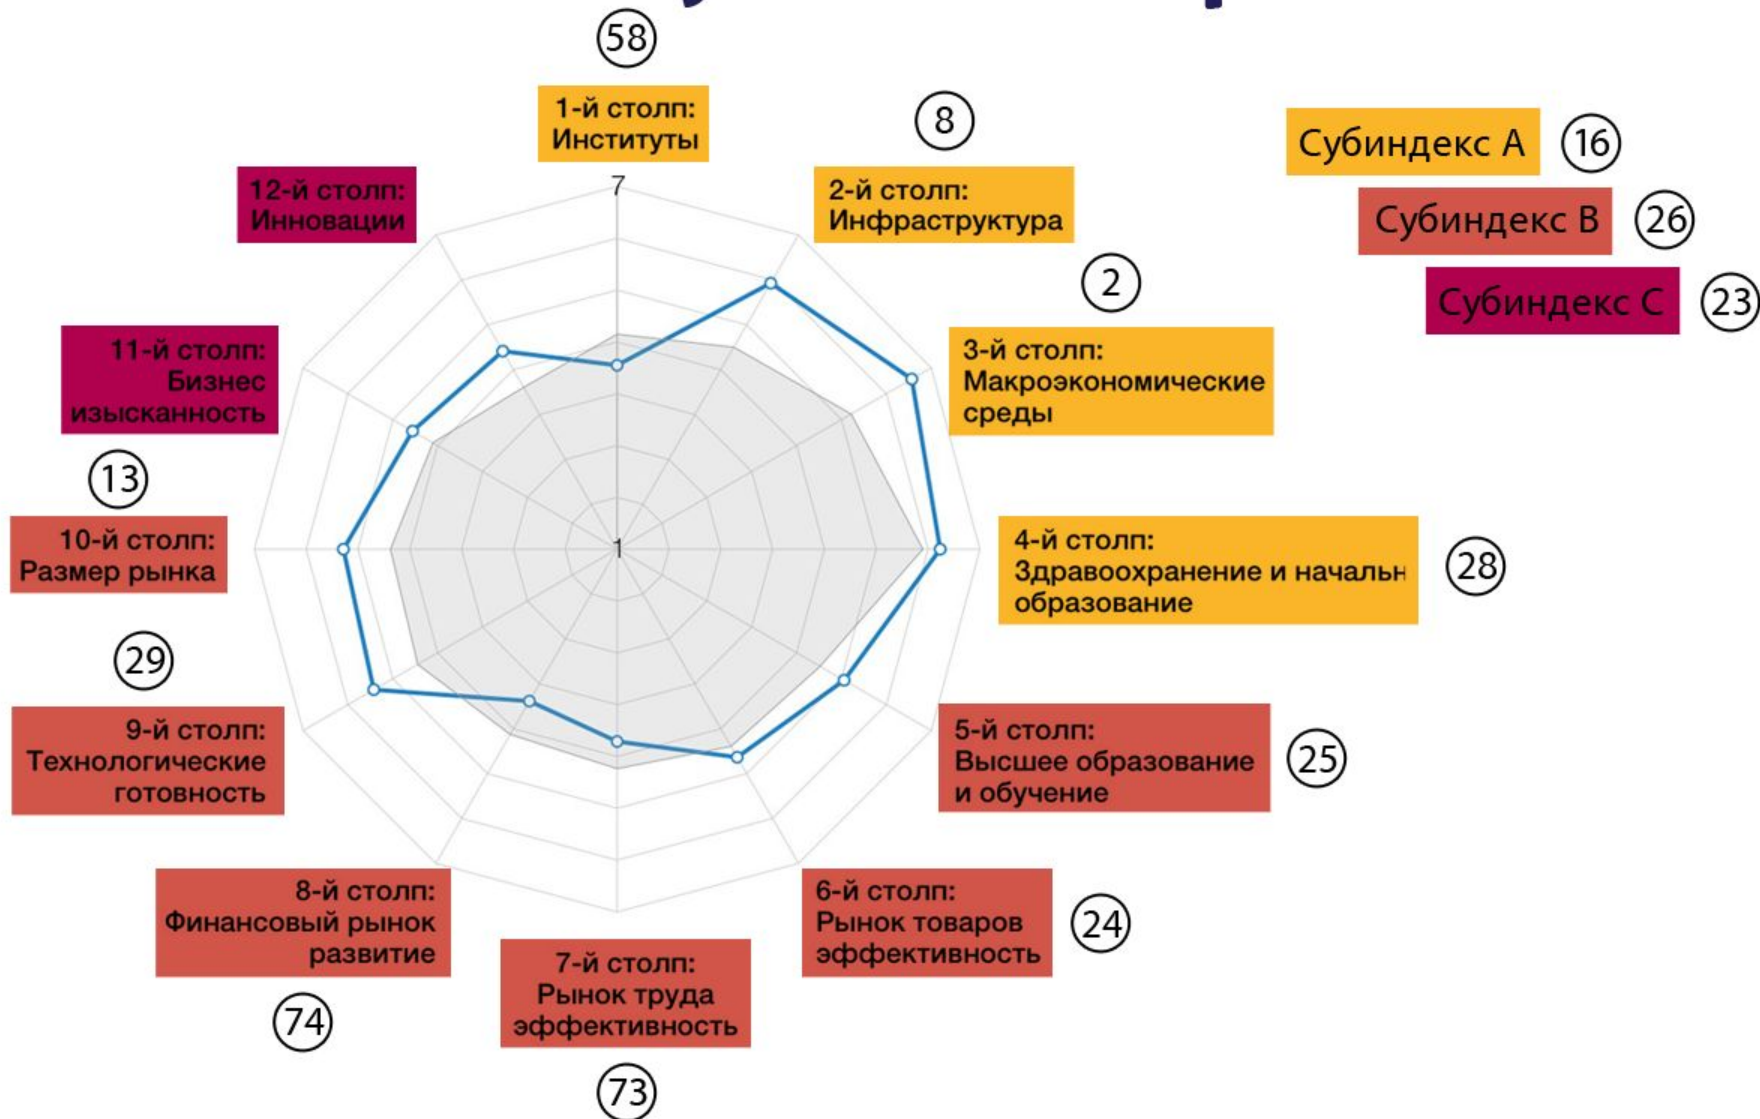 58
1-й столп:
Институты
8
2-й столп:
Инфраструктура
2
3-й столп:
Макроэкономические
среды
4-й столп:
Здравоохранение и начальн
образование
28
5-й столп:
Высшее образование
и обучение
25
6-й столп:
Рынок товаров
эффективность
24
7-й столп:
Рынок труда
эффективность
73
8-й столп:
Финансовый рынок
развитие
74
29
9-й столп:
Технологические
готовность
13
10-й столп:
Размер рынка
11-й столп:
Бизнес
изысканность
12-й столп:
Инновации
7
1
Субиндекс А
16
Субиндекс В
26
Субиндекс С
23